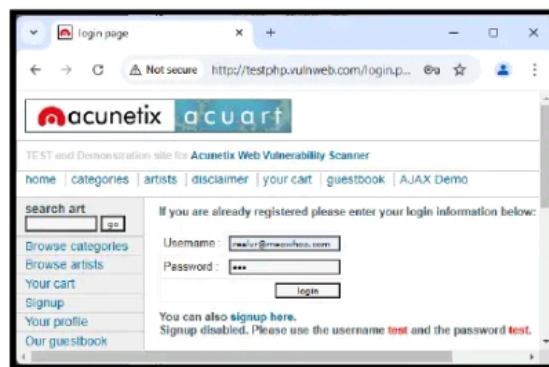 login page
Not secure http://testphp.vulnweb.com/login.p...
acunetix acuart
TEST and Demonstration site for Acunetix Web Vulnerability Scanner
home | categories | artists | disclaimer | your cart | guestbook | AJAX Demo
search art
go
Browse categories
Browse artists
Your cart
Signup
Your profile
Our guestbook
If you are already registered please enter your login information below:
Username :
Password : •••
login
You can also signup here.
Signup disabled. Please use the username test and the password test.